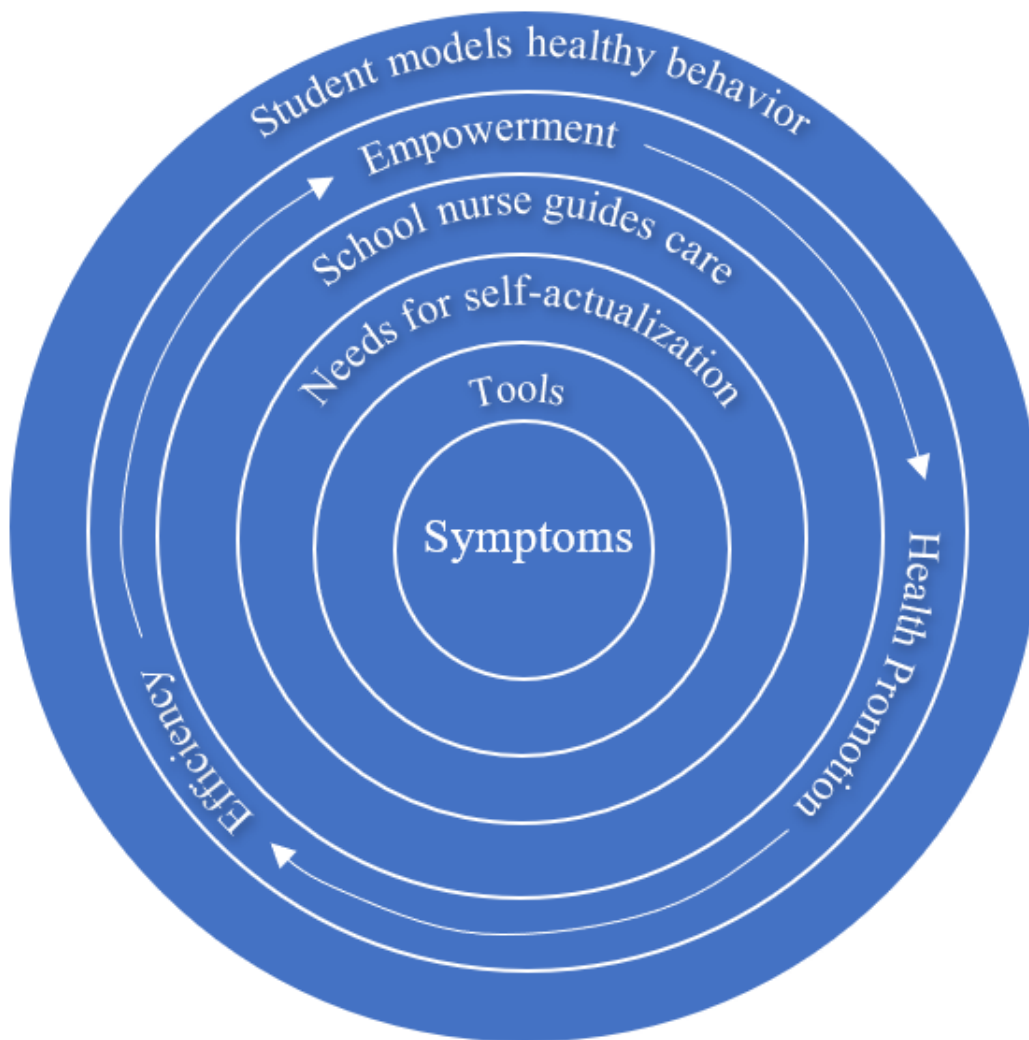 Student models healthy behavior
Empowerment
School nurse guides care
Needs for self-actualization
Tools
Symptoms
Health Promotion
Efficiency